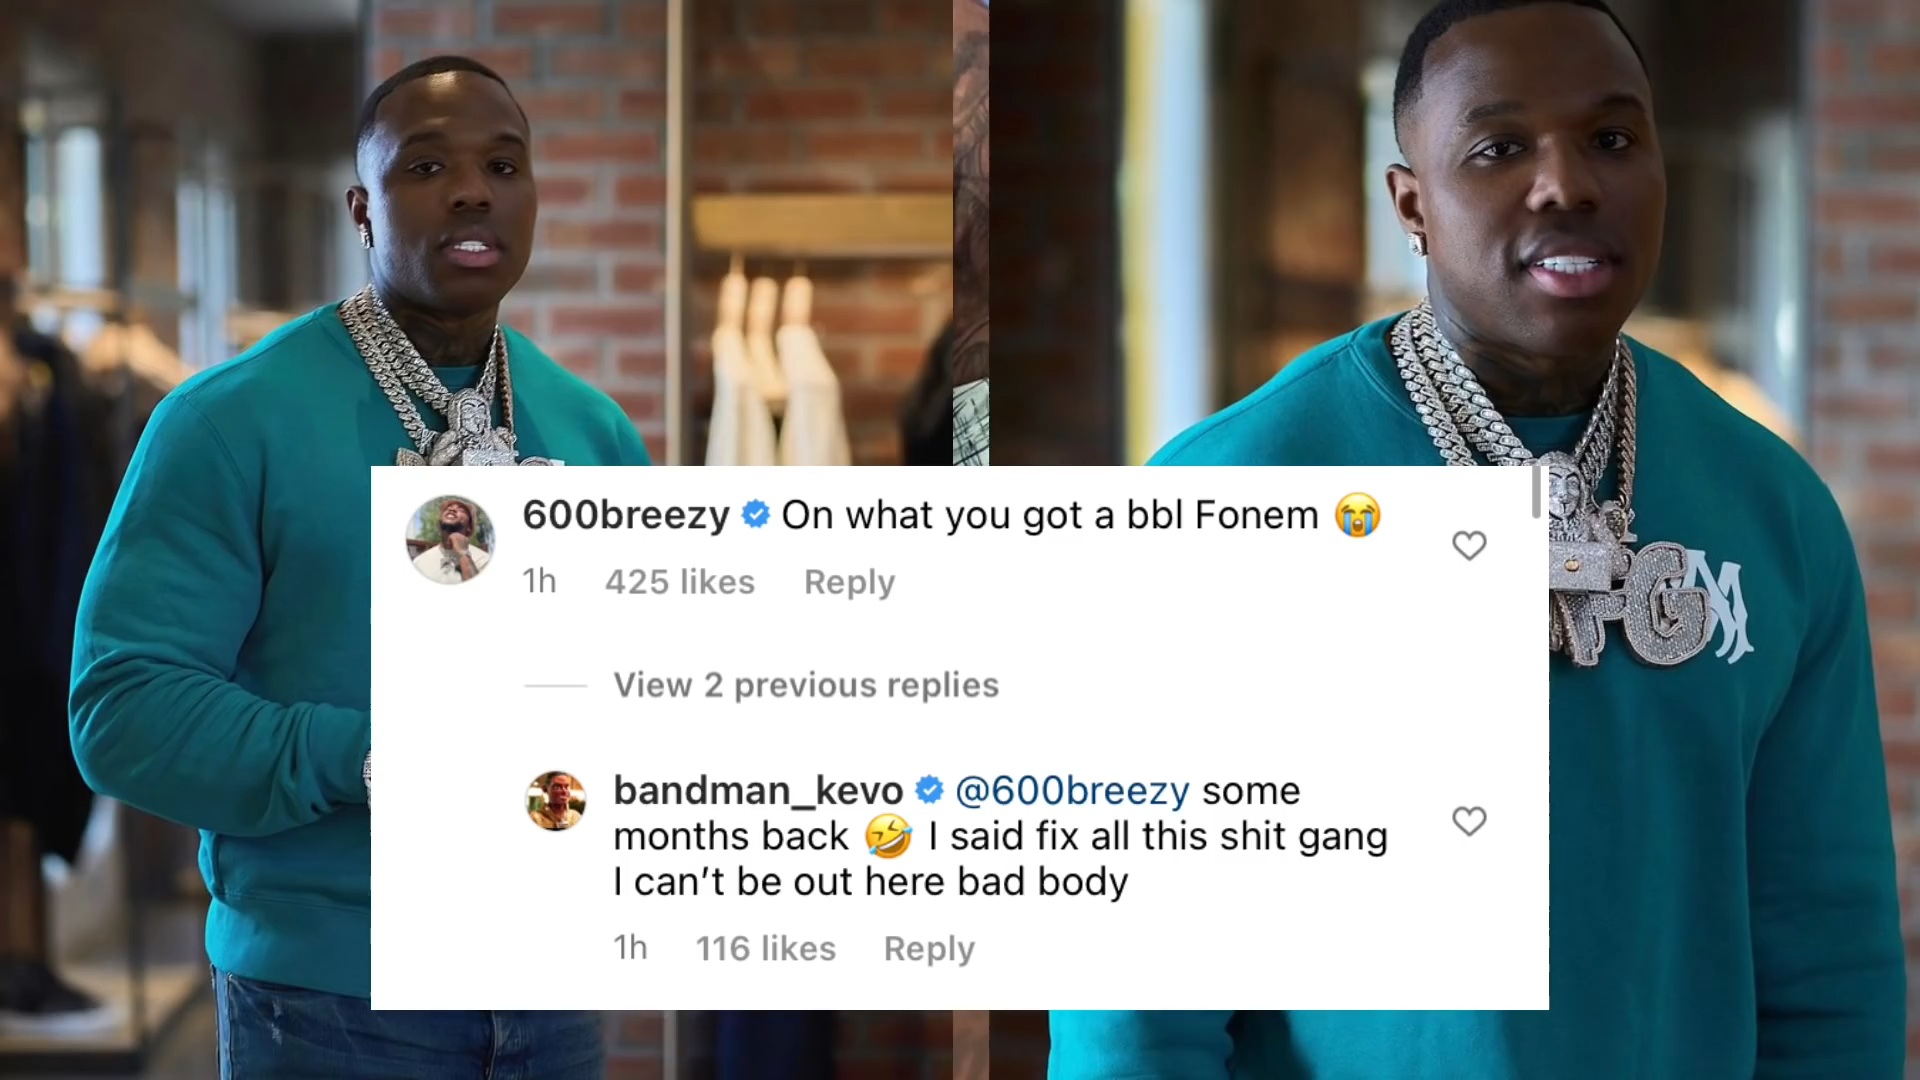 600breezy On what you got a bbl Fonem 😭
1h 425 likes Reply
View 2 previous replies
bandman_kevo @600breezy some
months back 🤣 I said fix all this shit gang
I can’t be out here bad body
1h 116 likes Reply